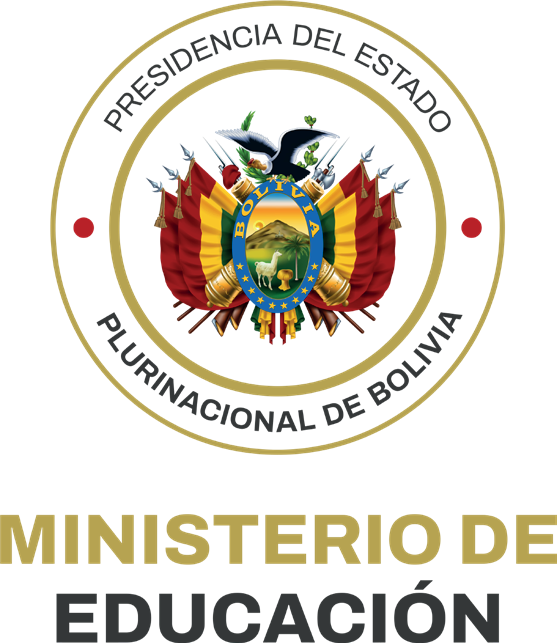 PRESIDENCIA DEL ESTADO
BOLIVIA
PLURINACIONAL DE BOLIVIA
MINISTERIO DE
EDUCACIÓN